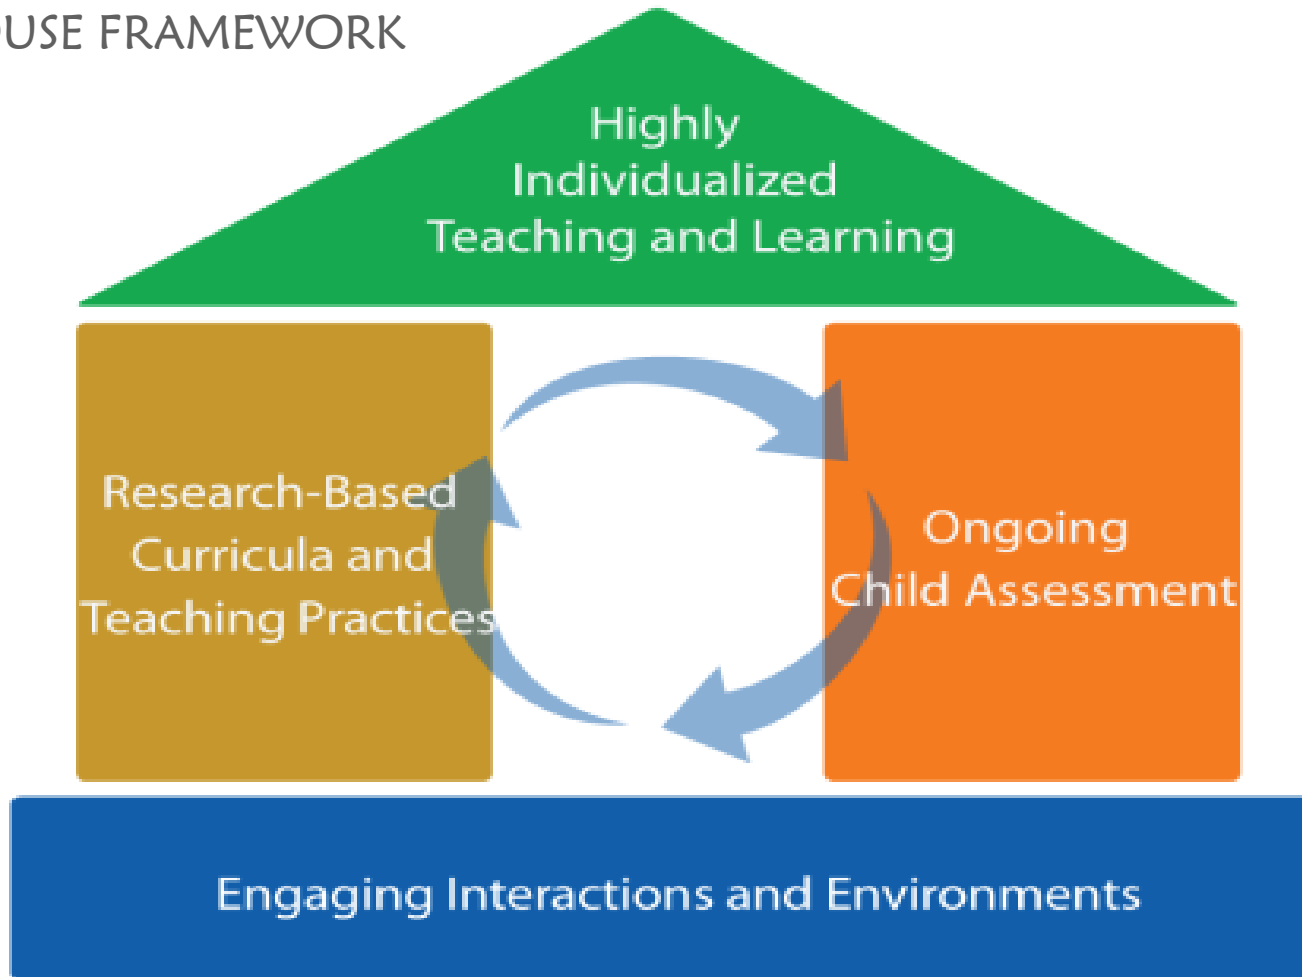 OUSE FRAMEWORK
Highly
Individualized
Teaching and Learning
Research-Based
Curricula and
Teaching Practices
Ongoing
Child Assessment
Engaging Interactions and Environments